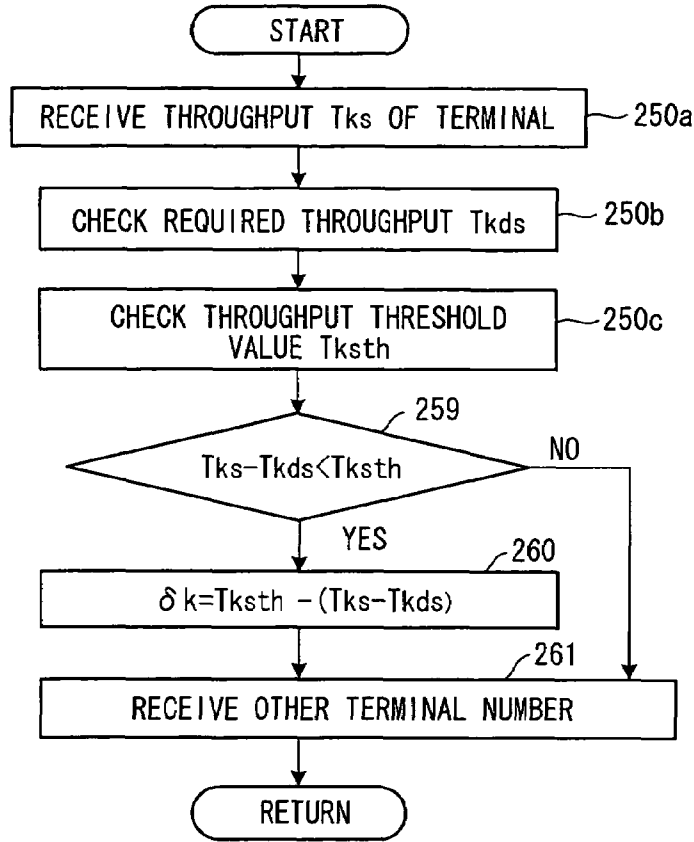 START
RECEIVE THROUGHPUT Tks OF TERMINAL
250a
CHECK REQUIRED THROUGHPUT Tkds
250b
CHECK THROUGHPUT THRESHOLD
VALUE Tksth
250c
259
Tks-Tkds<Tksth
NO
YES
260
δk=Tksth -(Tks-Tkds)
261
RECEIVE OTHER TERMINAL NUMBER
RETURN